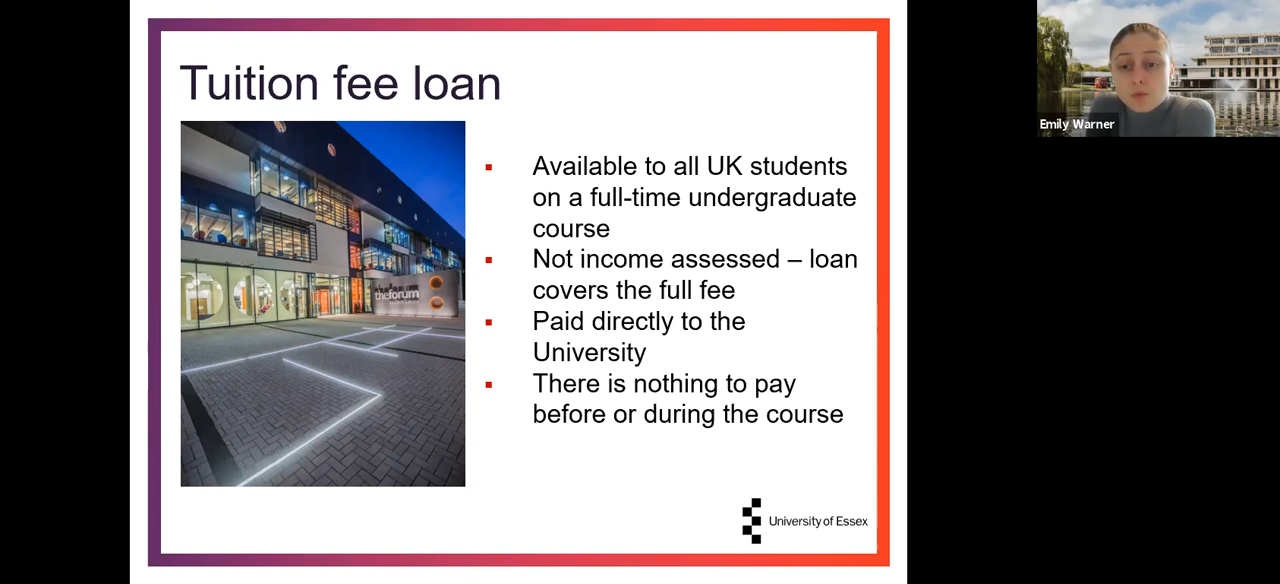 Tuition fee loan
Available to all UK students
on a full-time undergraduate
course
Not income assessed – loan
covers the full fee
Paid directly to the
University
There is nothing to pay
before or during the course
theforum
University of Essex
Emily Warner